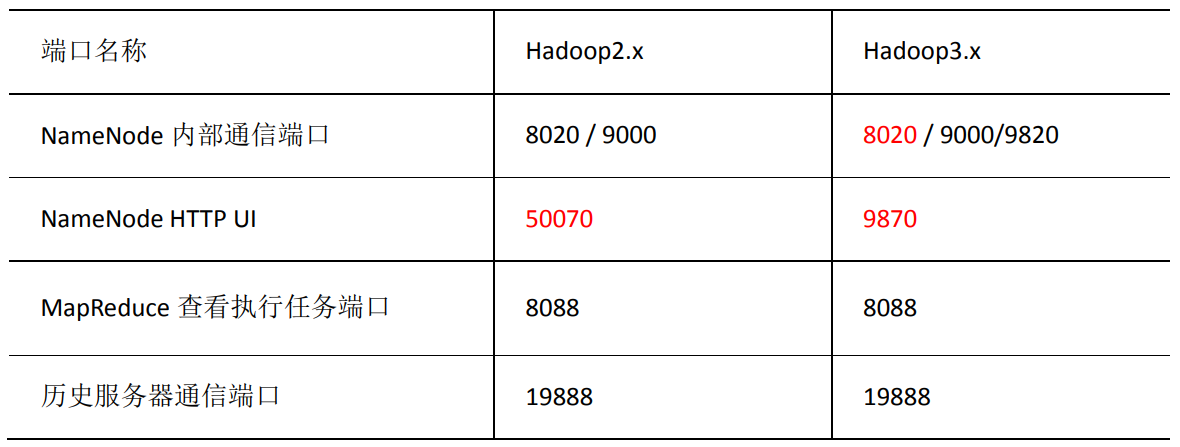 端口名称 Hadoop2.x Hadoop3.x
NameNode 内部通信端口 8020 / 9000 8020 / 9000/9820
NameNode HTTP UI 50070 9870
MapReduce 查看执行任务端口 8088 8088
历史服务器通信端口 19888 19888